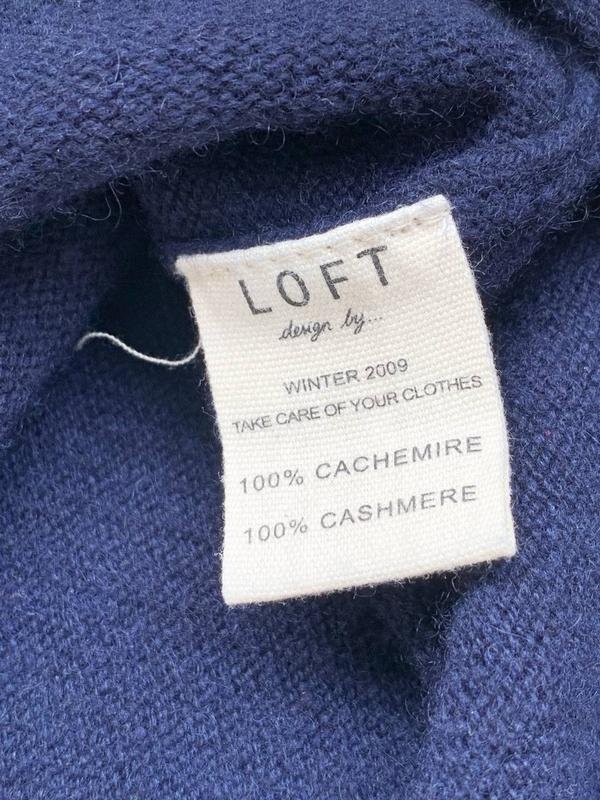 LOFT
design by...
WINTER 2009
TAKE CARE OF YOUR CLOTHES
100% CACHEMIRE
100% CASHMERE